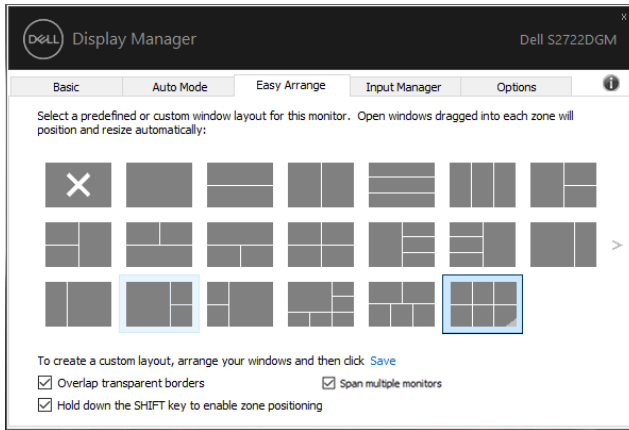 x
DELL Display Manager Dell S2722DGM
Basic Auto Mode Easy Arrange Input Manager Options i
Select a predefined or custom window layout for this monitor. Open windows dragged into each zone will
position and resize automatically:
>
To create a custom layout, arrange your windows and then click Save
Overlap transparent borders Span multiple monitors
Hold down the SHIFT key to enable zone positioning